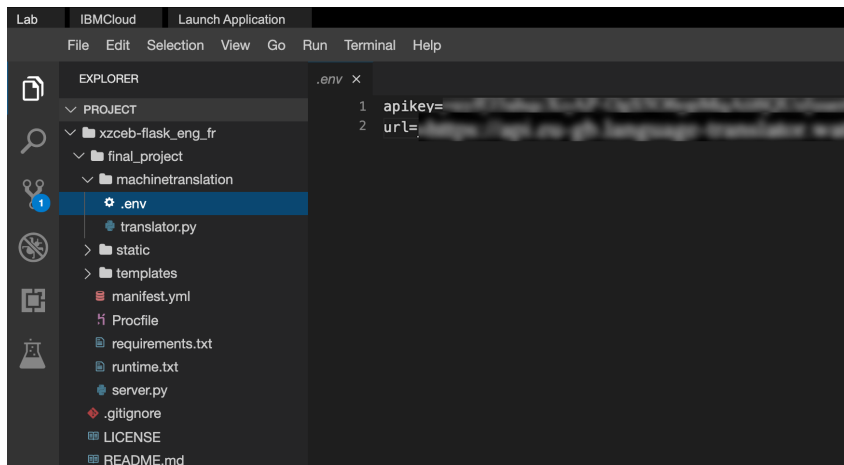 Lab IBMCloud Launch Application
File Edit Selection View Go Run Terminal Help
EXPLORER
PROJECT
xzceb-flask_eng_fr
final_project
machinetranslation
.env
translator.py
static
templates
manifest.yml
Procfile
requirements.txt
runtime.txt
server.py
.gitignore
LICENSE
README.md
1
.env
1 apikey=
2 url=